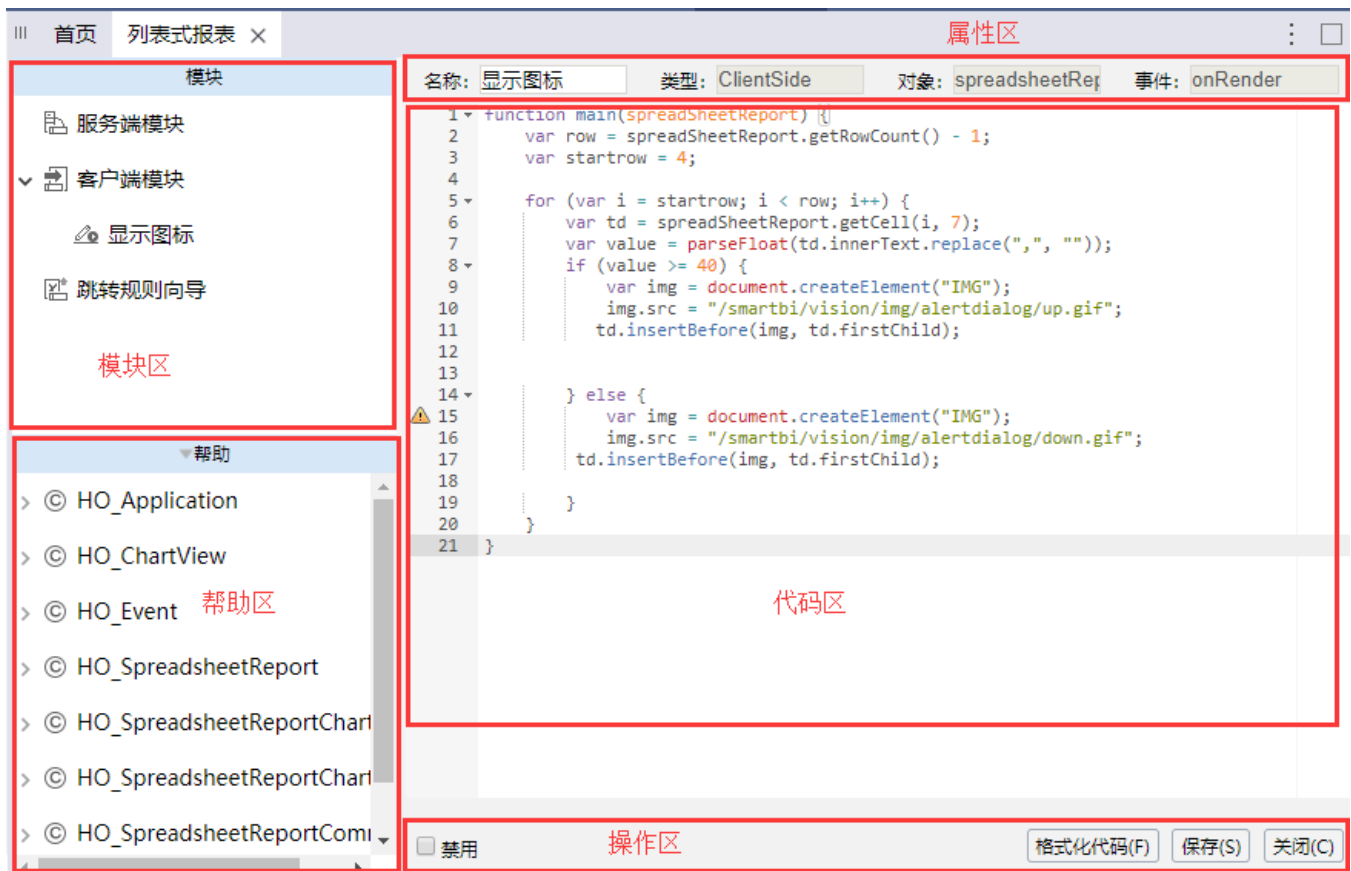 首页 列表式报表 属性区
模块
服务端模块
客户端模块
显示图标
跳转规则向导
模块区
帮助
HO_Application
HO_ChartView
HO_Event 帮助区
HO_SpreadsheetReport
HO_SpreadsheetReportChart
HO_SpreadsheetReportChart
HO_SpreadsheetReportComm
名称: 显示图标 类型: ClientSide 对象: spreadsheetRep 事件: onRender
1 function main(spreadSheetReport) {
2 var row = spreadSheetReport.getRowCount() - 1;
3 var startrow = 4;
4
5 for (var i = startrow; i < row; i++) {
6 var td = spreadSheetReport.getCell(i, 7);
7 var value = parseFloat(td.innerText.replace(",", ""));
8 if (value >= 40) {
9 var img = document.createElement("IMG");
10 img.src = "/smartbi/vision/img/alertdialog/up.gif";
11 td.insertBefore(img, td.firstChild);
12
13
14 } else {
15 var img = document.createElement("IMG");
16 img.src = "/smartbi/vision/img/alertdialog/down.gif";
17 td.insertBefore(img, td.firstChild);
18
19 }
20 }
21 }
代码区
禁用 操作区 格式化代码(F) 保存(S) 关闭(C)